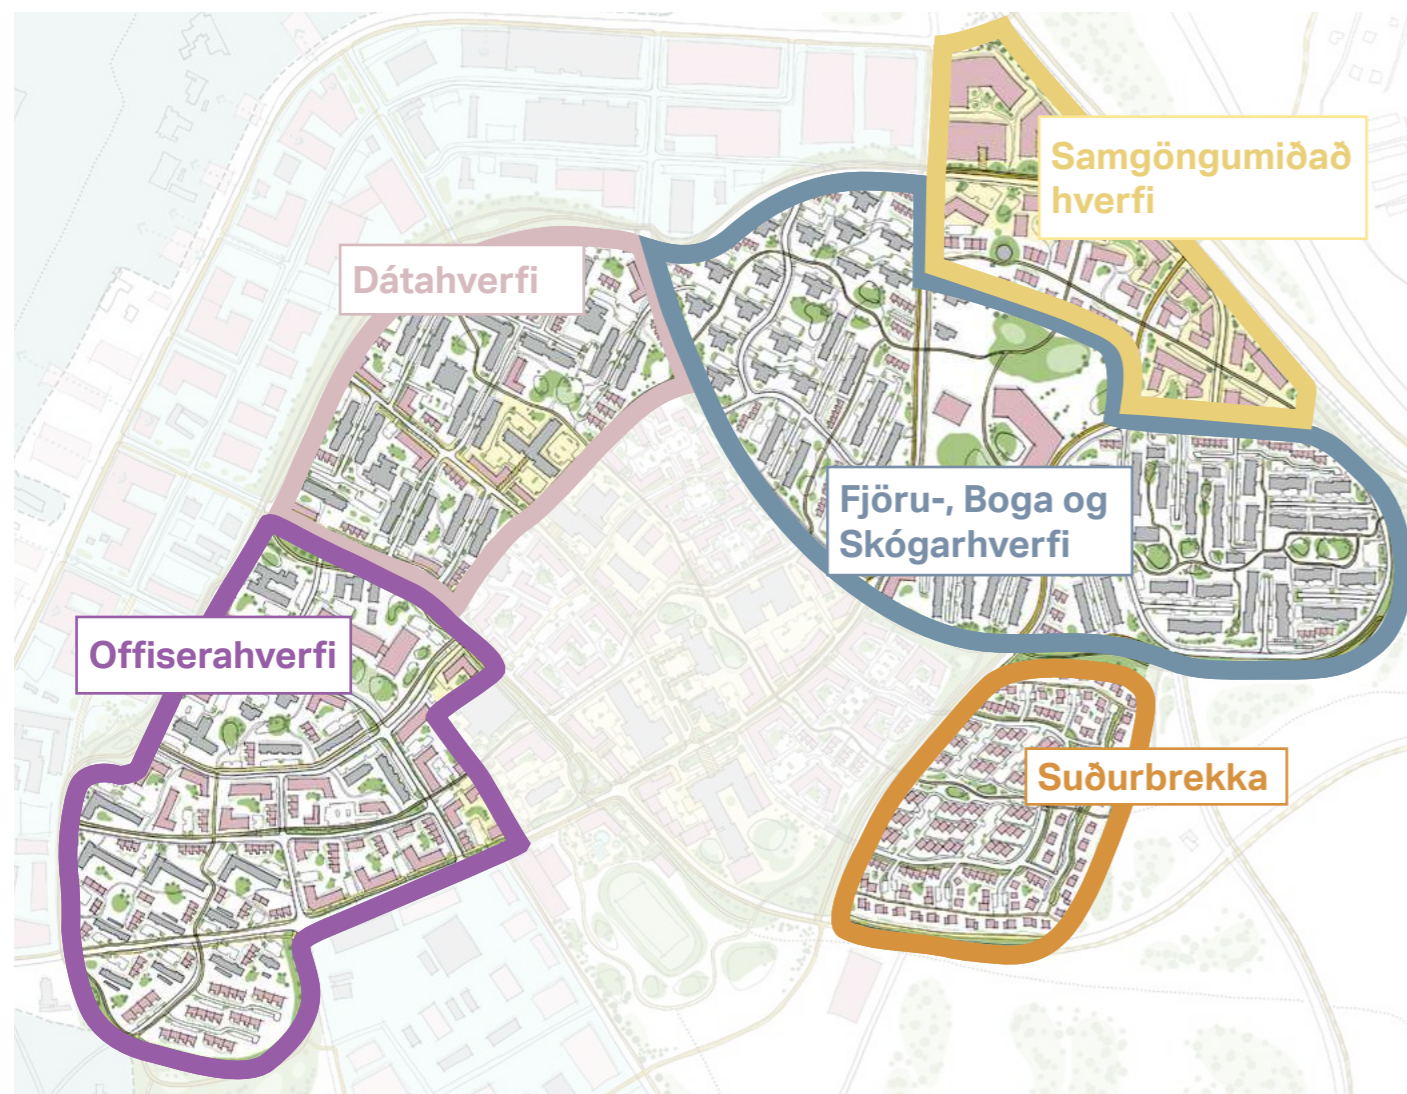 Samgöngumiðað
hverfi
Dátahverfi
Fjöru-, Boga og
Skógarhverfi
Offiserahverfi
Suðurbrekka